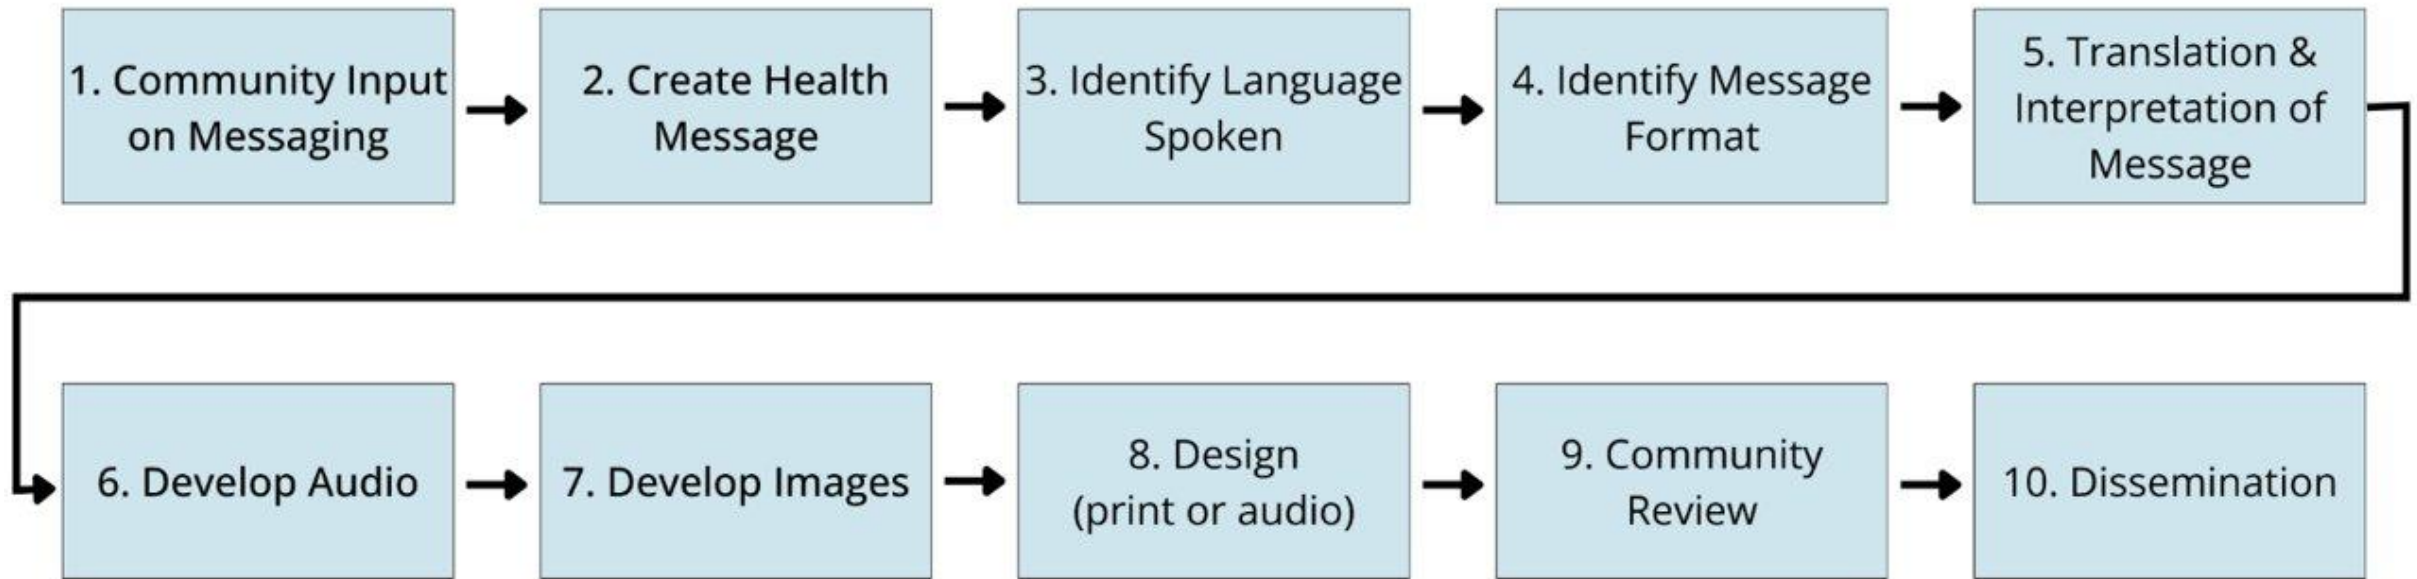 1. Community Input
on Messaging
2. Create Health
Message
3. Identify Language
Spoken
4. Identify Message
Format
5. Translation &
Interpretation of
Message
6. Develop Audio
7. Develop Images
8. Design
(print or audio)
9. Community
Review
10. Dissemination